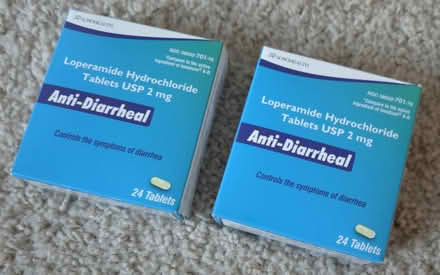 Loperamide Hydrochloride
Tablets USP 2 mg
Anti-Diarrheal
Controls the symptoms of diarrhea
24 Tablets
Loperamide Hydrochloride
Tablets USP 2 mg
Anti-Diarrheal
Controls the symptoms of diarrhea
24 Tablets